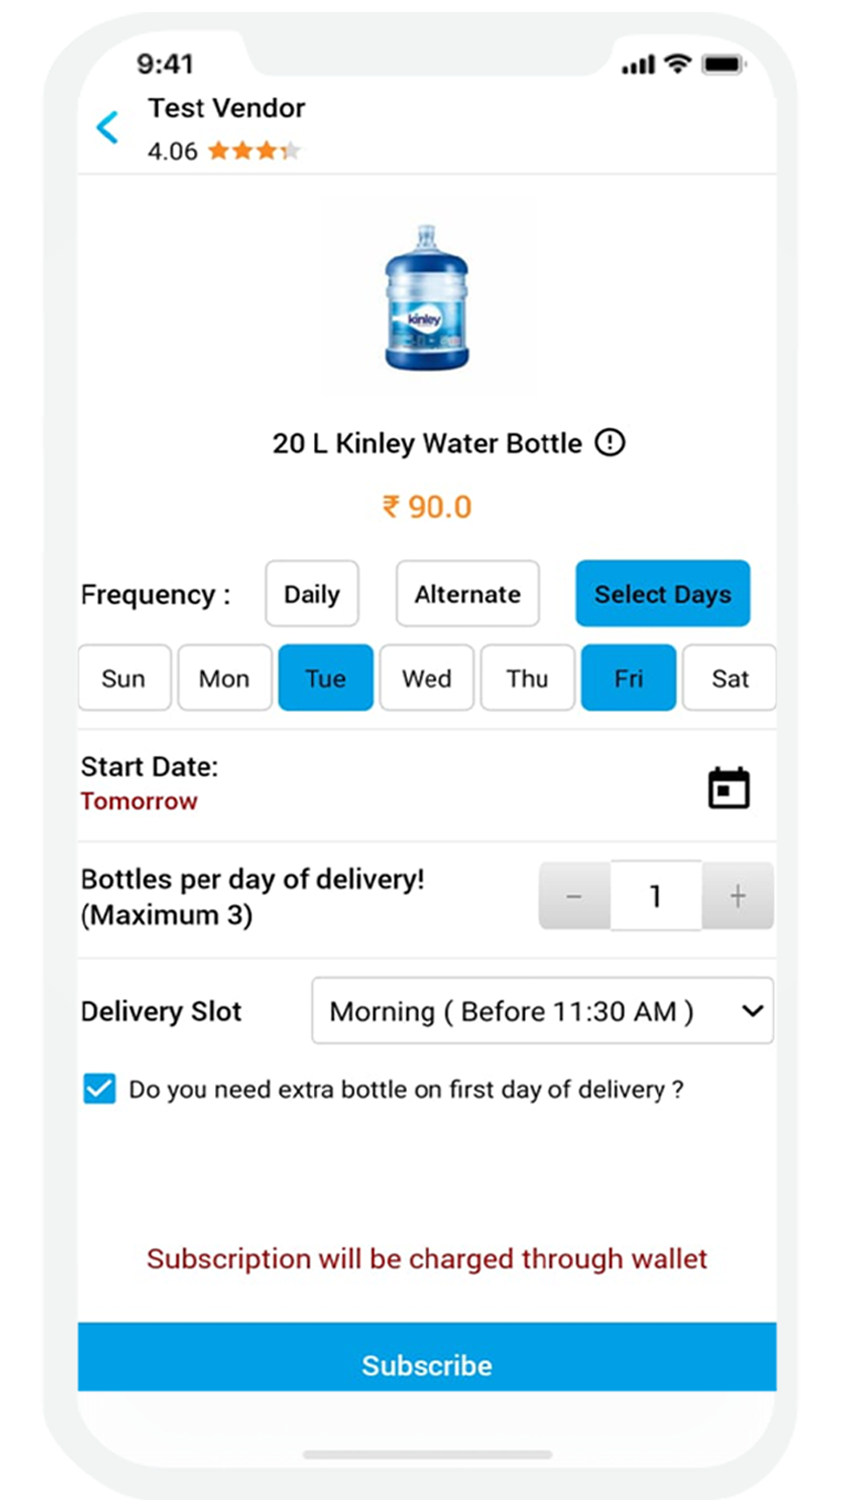 9:41
Test Vendor
4.06
kinley
20 L Kinley Water Bottle
₹ 90.0
Frequency : Daily Alternate Select Days
Sun Mon Tue Wed Thu Fri Sat
Start Date:
Tomorrow
Bottles per day of delivery!
(Maximum 3)
− 1 +
Delivery Slot Morning ( Before 11:30 AM )
Do you need extra bottle on first day of delivery ?
Subscription will be charged through wallet
Subscribe